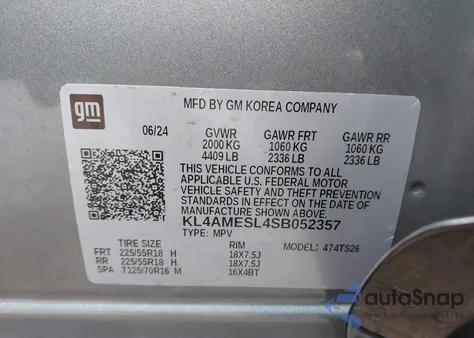 gm
MFD BY GM KOREA COMPANY
06/24 GVWR GAWR FRT GAWR RR
2000 KG 1060 KG 1060 KG
4409 LB 2336 LB 2336 LB
THIS VEHICLE CONFORMS TO ALL
APPLICABLE U.S. FEDERAL MOTOR
VEHICLE SAFETY AND THEFT PREVENTION
STANDARDS IN EFFECT ON THE DATE OF
MANUFACTURE SHOWN ABOVE.
KL4AMESL4SB052357
TYPE: MPV
TIRE SIZE RIM MODEL: 474TS26
FRT 225/55R18 H 18X7.5J
RR 225/55R18 H 18X7.5J
SPA T125/70R16 M 16X4BT
autoSnap